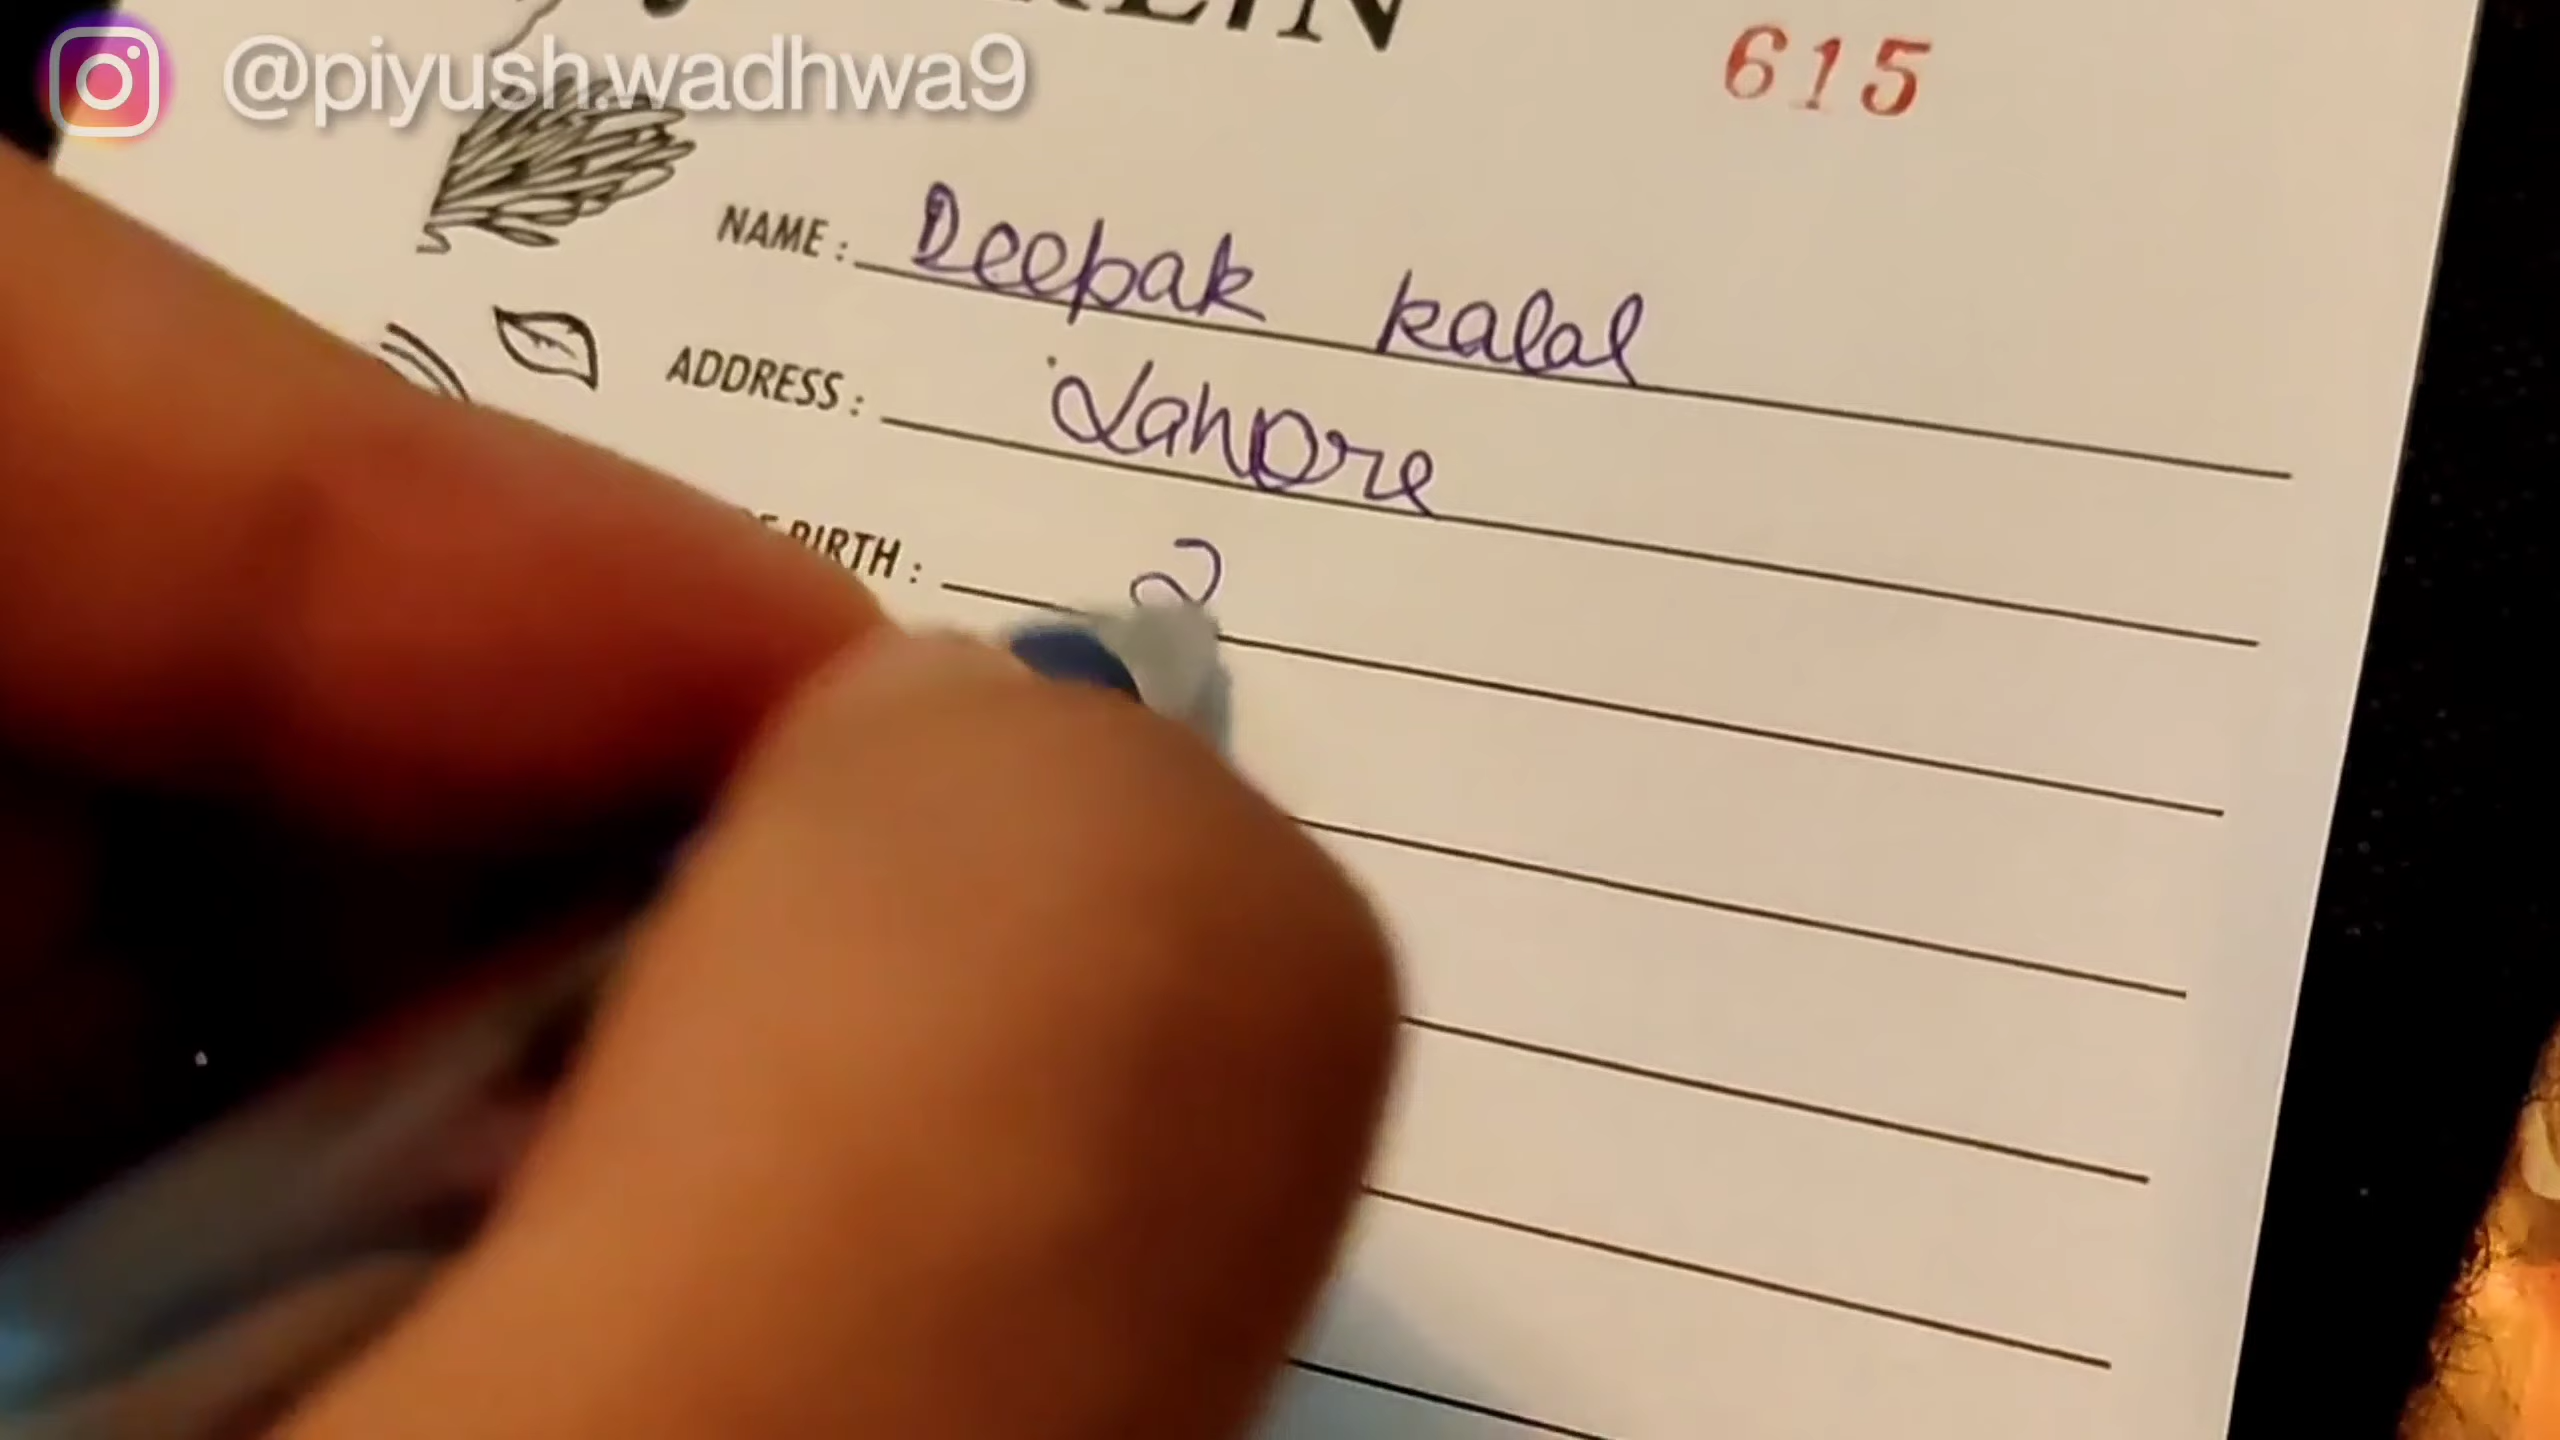 @piyush.wadhwa9
615
NAME : Deepak kalal
ADDRESS : Lahore
BIRTH : 2